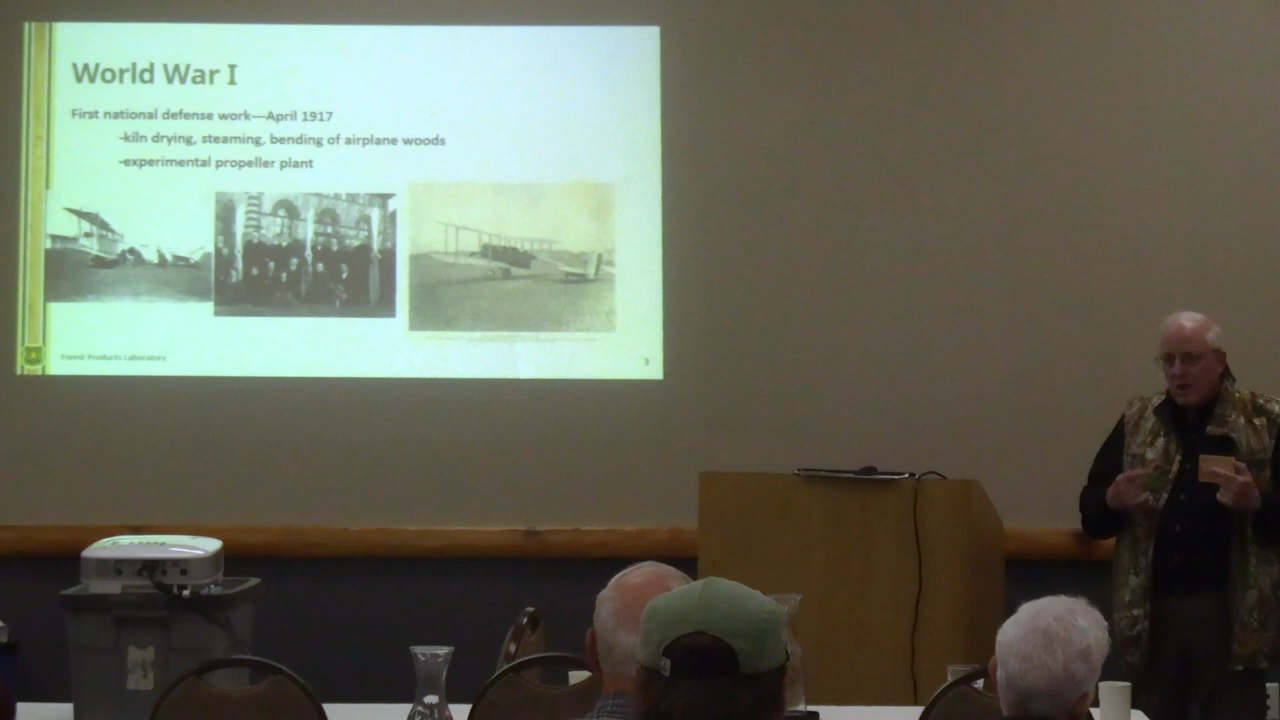 World War I
First national defense work—April 1917
-kiln drying, steaming, bending of airplane woods
-experimental propeller plant
Forest Products Laboratory
3